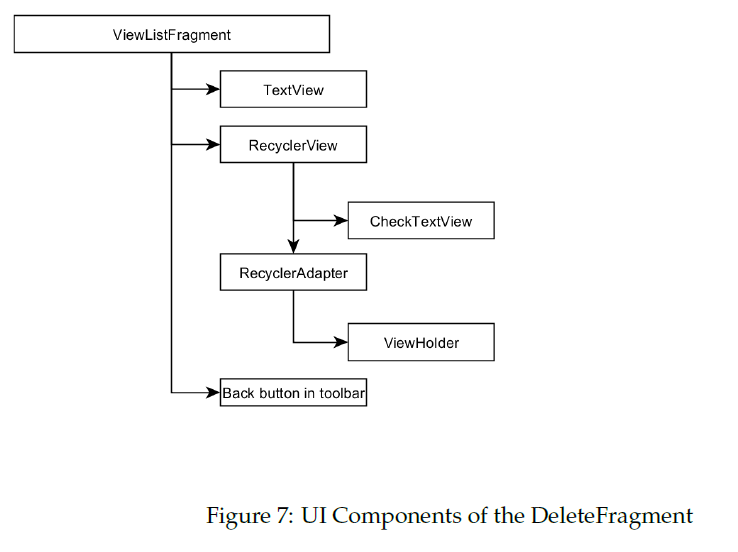 ViewListFragment
TextView
RecyclerView
CheckTextView
RecyclerAdapter
ViewHolder
Back button in toolbar
Figure 7: UI Components of the DeleteFragment